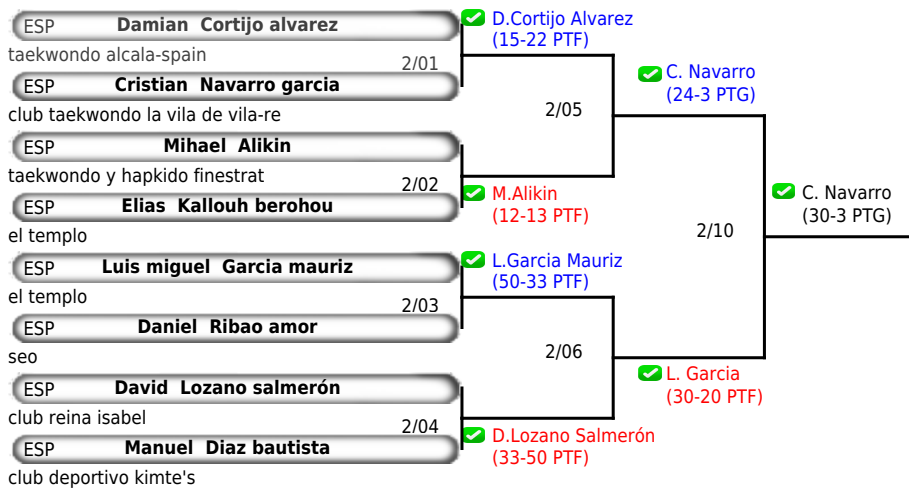 ESP Damian Cortijo alvarez
taekwondo alcala-spain
2/01
ESP Cristian Navarro garcia
club taekwondo la vila de vila-re
ESP Mihael Alikin
taekwondo y hapkido finestrat
2/02
ESP Elias Kallouh berohou
el templo
ESP Luis miguel Garcia mauriz
el templo
2/03
ESP Daniel Ribao amor
seo
ESP David Lozano salmerón
club reina isabel
2/04
ESP Manuel Diaz bautista
club deportivo kimte's
D.Cortijo Alvarez
(15-22 PTF)
2/05
M.Alikin
(12-13 PTF)
L.Garcia Mauriz
(50-33 PTF)
2/06
D.Lozano Salmerón
(33-50 PTF)
C. Navarro
(24-3 PTG)
2/10
L. Garcia
(30-20 PTF)
C. Navarro
(30-3 PTG)